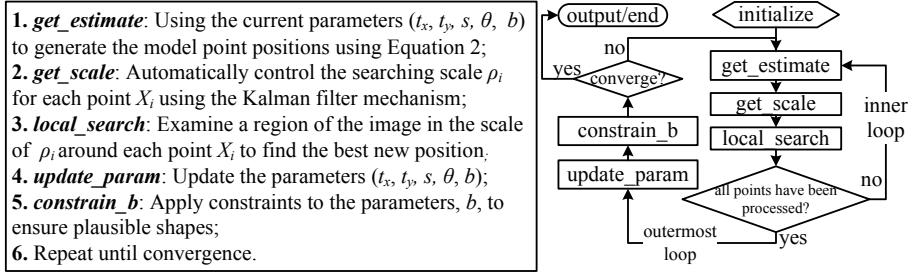 1. get_estimate: Using the current parameters (tx, ty, s, θ, b)
to generate the model point positions using Equation 2;
2. get_scale: Automatically control the searching scale ρi
for each point Xi using the Kalman filter mechanism;
3. local_search: Examine a region of the image in the scale
of ρi around each point Xi to find the best new position;
4. update_param: Update the parameters (tx, ty, s, θ, b);
5. constrain_b: Apply constraints to the parameters, b, to
ensure plausible shapes;
6. Repeat until convergence.
output/end
initialize
no
yes
converge?
get_estimate
get_scale
inner
loop
constrain_b
local_search
update_param
all points have been
processed?
no
outermost
loop
yes